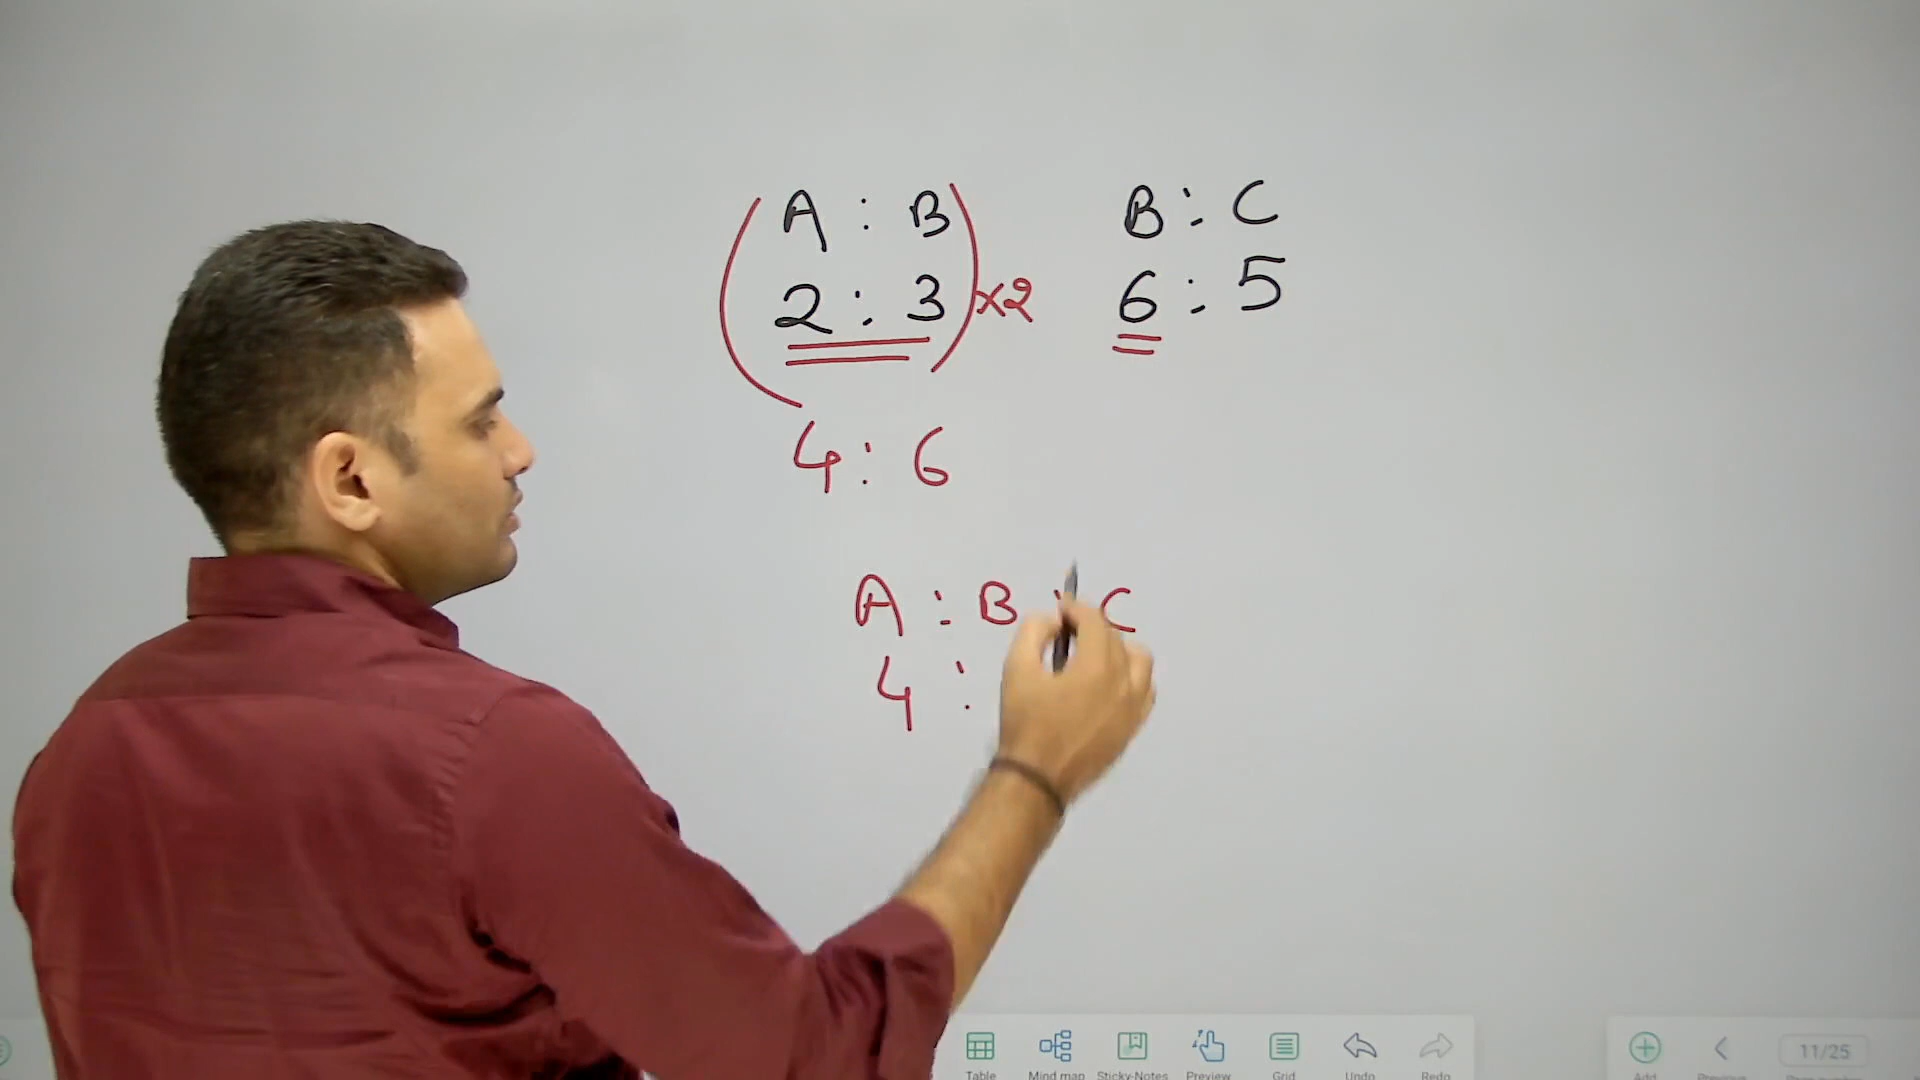 A : B
B : C
(2 : 3) ×2
6 : 5
4 : 6
A : B : C
4 :
Table
Mind map
Sticky-Notes
Preview
Grid
Undo
Redo
Add
11/25